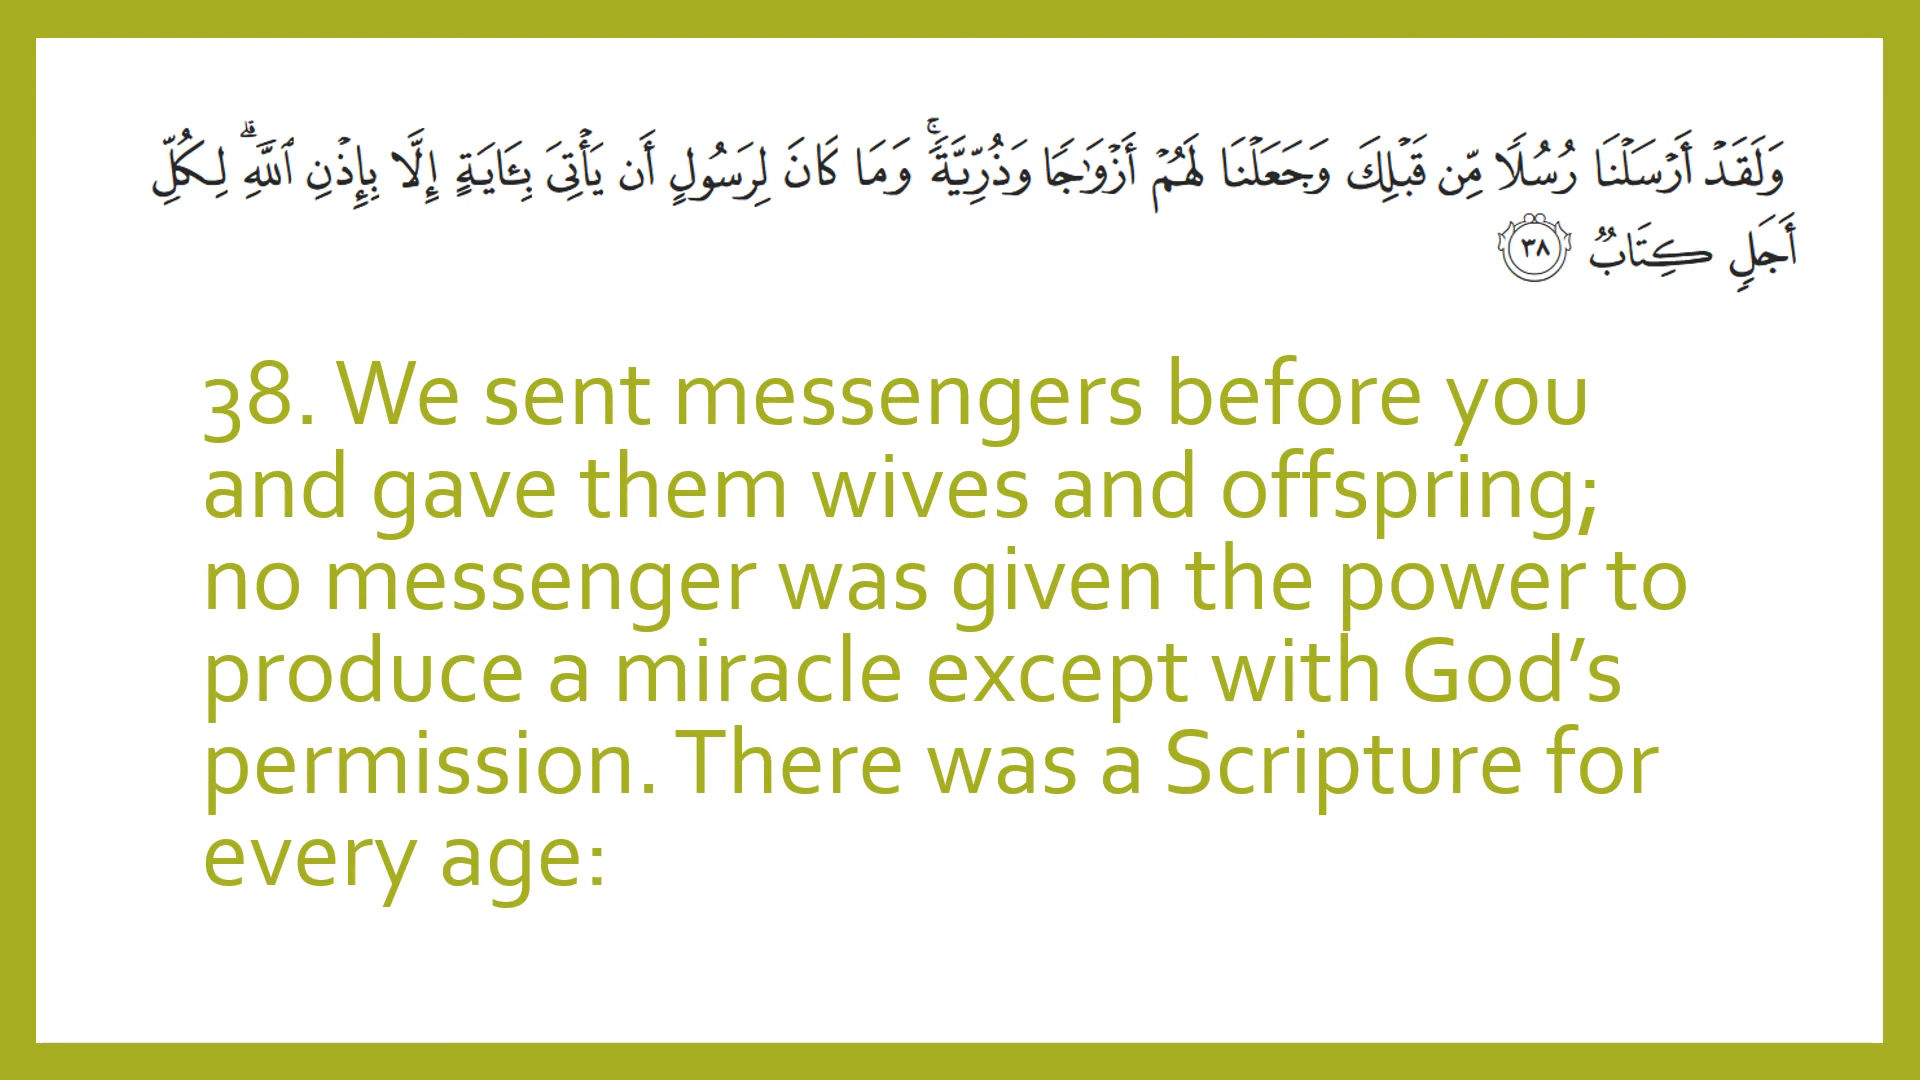 وَلَقَدْ أَرْسَلْنَا رُسُلًا مِّن قَبْلِكَ وَجَعَلْنَا لَهُمْ أَزْوَٰجًا وَذُرِّيَّةً ۚ وَمَا كَانَ لِرَسُولٍ أَن يَأْتِىَ بِـَٔايَةٍ إِلَّا بِإِذْنِ ٱللَّهِ ۗ لِكُلِّ
أَجَلٍ كِتَابٌ ٣٨
38. We sent messengers before you
and gave them wives and offspring;
no messenger was given the power to
produce a miracle except with God’s
permission. There was a Scripture for
every age: